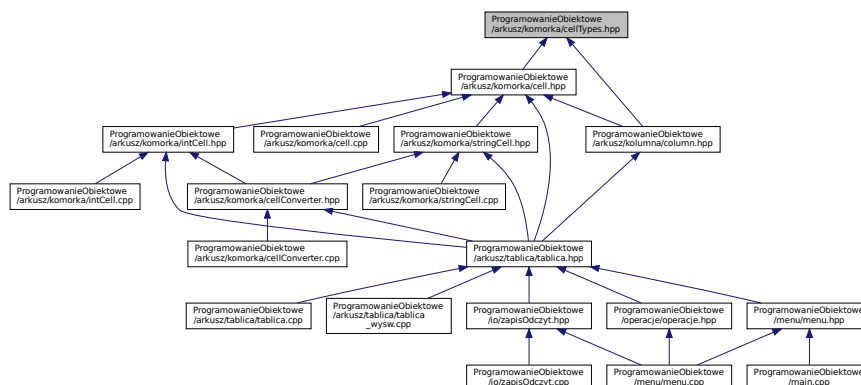 ProgramowanieObiektowe
/arkusz/komorka/cellTypes.hpp
ProgramowanieObiektowe
/arkusz/komorka/cell.hpp
ProgramowanieObiektowe
/arkusz/komorka/intCell.hpp
ProgramowanieObiektowe
/arkusz/komorka/cell.cpp
ProgramowanieObiektowe
/arkusz/komorka/stringCell.hpp
ProgramowanieObiektowe
/arkusz/kolumna/column.hpp
ProgramowanieObiektowe
/arkusz/komorka/intCell.cpp
ProgramowanieObiektowe
/arkusz/komorka/cellConverter.hpp
ProgramowanieObiektowe
/arkusz/komorka/stringCell.cpp
ProgramowanieObiektowe
/arkusz/komorka/cellConverter.cpp
ProgramowanieObiektowe
/arkusz/tablica/tablica.hpp
ProgramowanieObiektowe
/arkusz/tablica/tablica.cpp
ProgramowanieObiektowe
/arkusz/tablica/tablica
_wysw.cpp
ProgramowanieObiektowe
/io/zapisOdczyt.hpp
ProgramowanieObiektowe
/operacje/operacje.hpp
ProgramowanieObiektowe
/menu/menu.hpp
ProgramowanieObiektowe
/io/zapisOdczyt.cpp
ProgramowanieObiektowe
/menu/menu.cpp
ProgramowanieObiektowe
/main.cpp